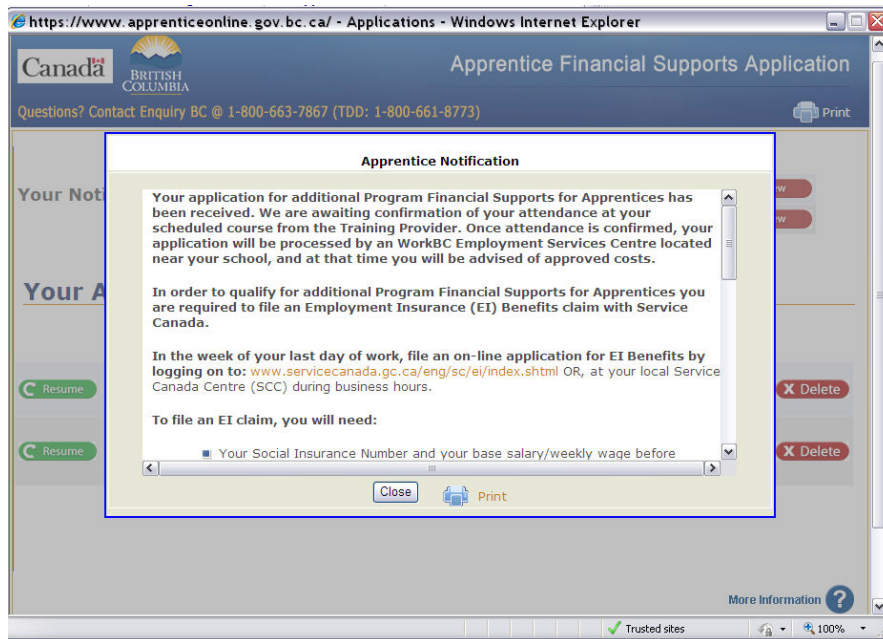 https://www.apprenticeonline.gov.bc.ca/ - Applications - Windows Internet Explorer
Canada
BRITISH
COLUMBIA
Apprentice Financial Supports Application
Questions? Contact Enquiry BC @ 1-800-663-7867 (TDD: 1-800-661-8773)
Print
Apprentice Notification
Your Noti
Your application for additional Program Financial Supports for Apprentices has
been received. We are awaiting confirmation of your attendance at your
scheduled course from the Training Provider. Once attendance is confirmed, your
application will be processed by an WorkBC Employment Services Centre located
near your school, and at that time you will be advised of approved costs.
Your A
In order to qualify for additional Program Financial Supports for Apprentices you
are required to file an Employment Insurance (EI) Benefits claim with Service
Canada.
In the week of your last day of work, file an on-line application for EI Benefits by
logging on to: www.servicecanada.gc.ca/eng/sc/ei/index.shtml OR, at your local Service
Canada Centre (SCC) during business hours.
Resume
X Delete
To file an EI claim, you will need:
Your Social Insurance Number and your base salary/weekly wage before
Resume
X Delete
Close
Print
More Information ?
Trusted sites
100%